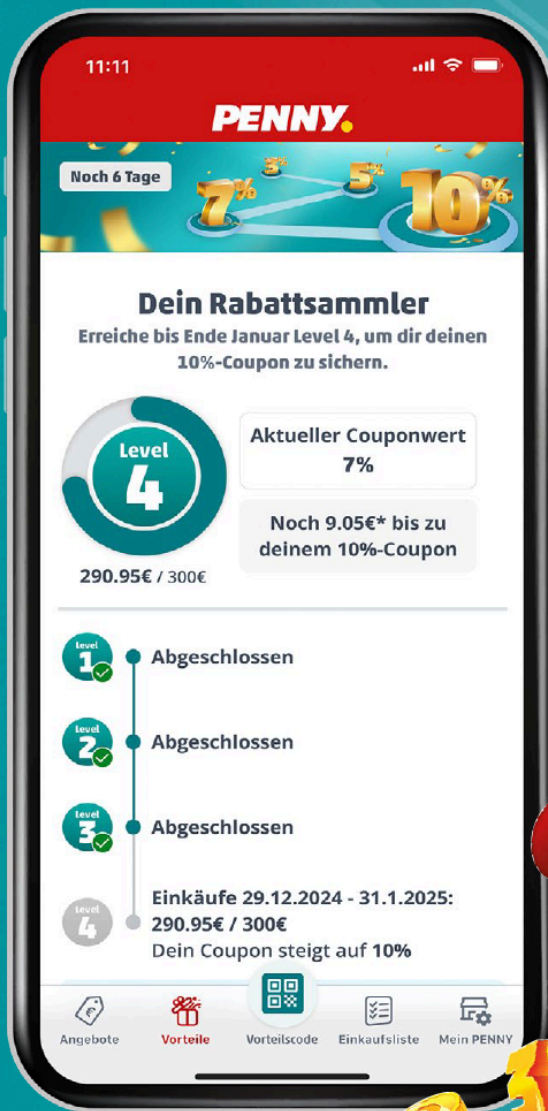 11:11
PENNY.
Noch 6 Tage
7%
3%
5%
10%
Dein Rabattsammler
Erreiche bis Ende Januar Level 4, um dir deinen
10%-Coupon zu sichern.
Level
4
290.95€ / 300€
Aktueller Couponwert
7%
Noch 9.05€* bis zu
deinem 10%-Coupon
Level
1
Abgeschlossen
Level
2
Abgeschlossen
Level
3
Abgeschlossen
Level
4
Einkäufe 29.12.2024 - 31.1.2025:
290.95€ / 300€
Dein Coupon steigt auf 10%
Angebote
Vorteile
Vorteilscode
Einkaufsliste
Mein PENNY